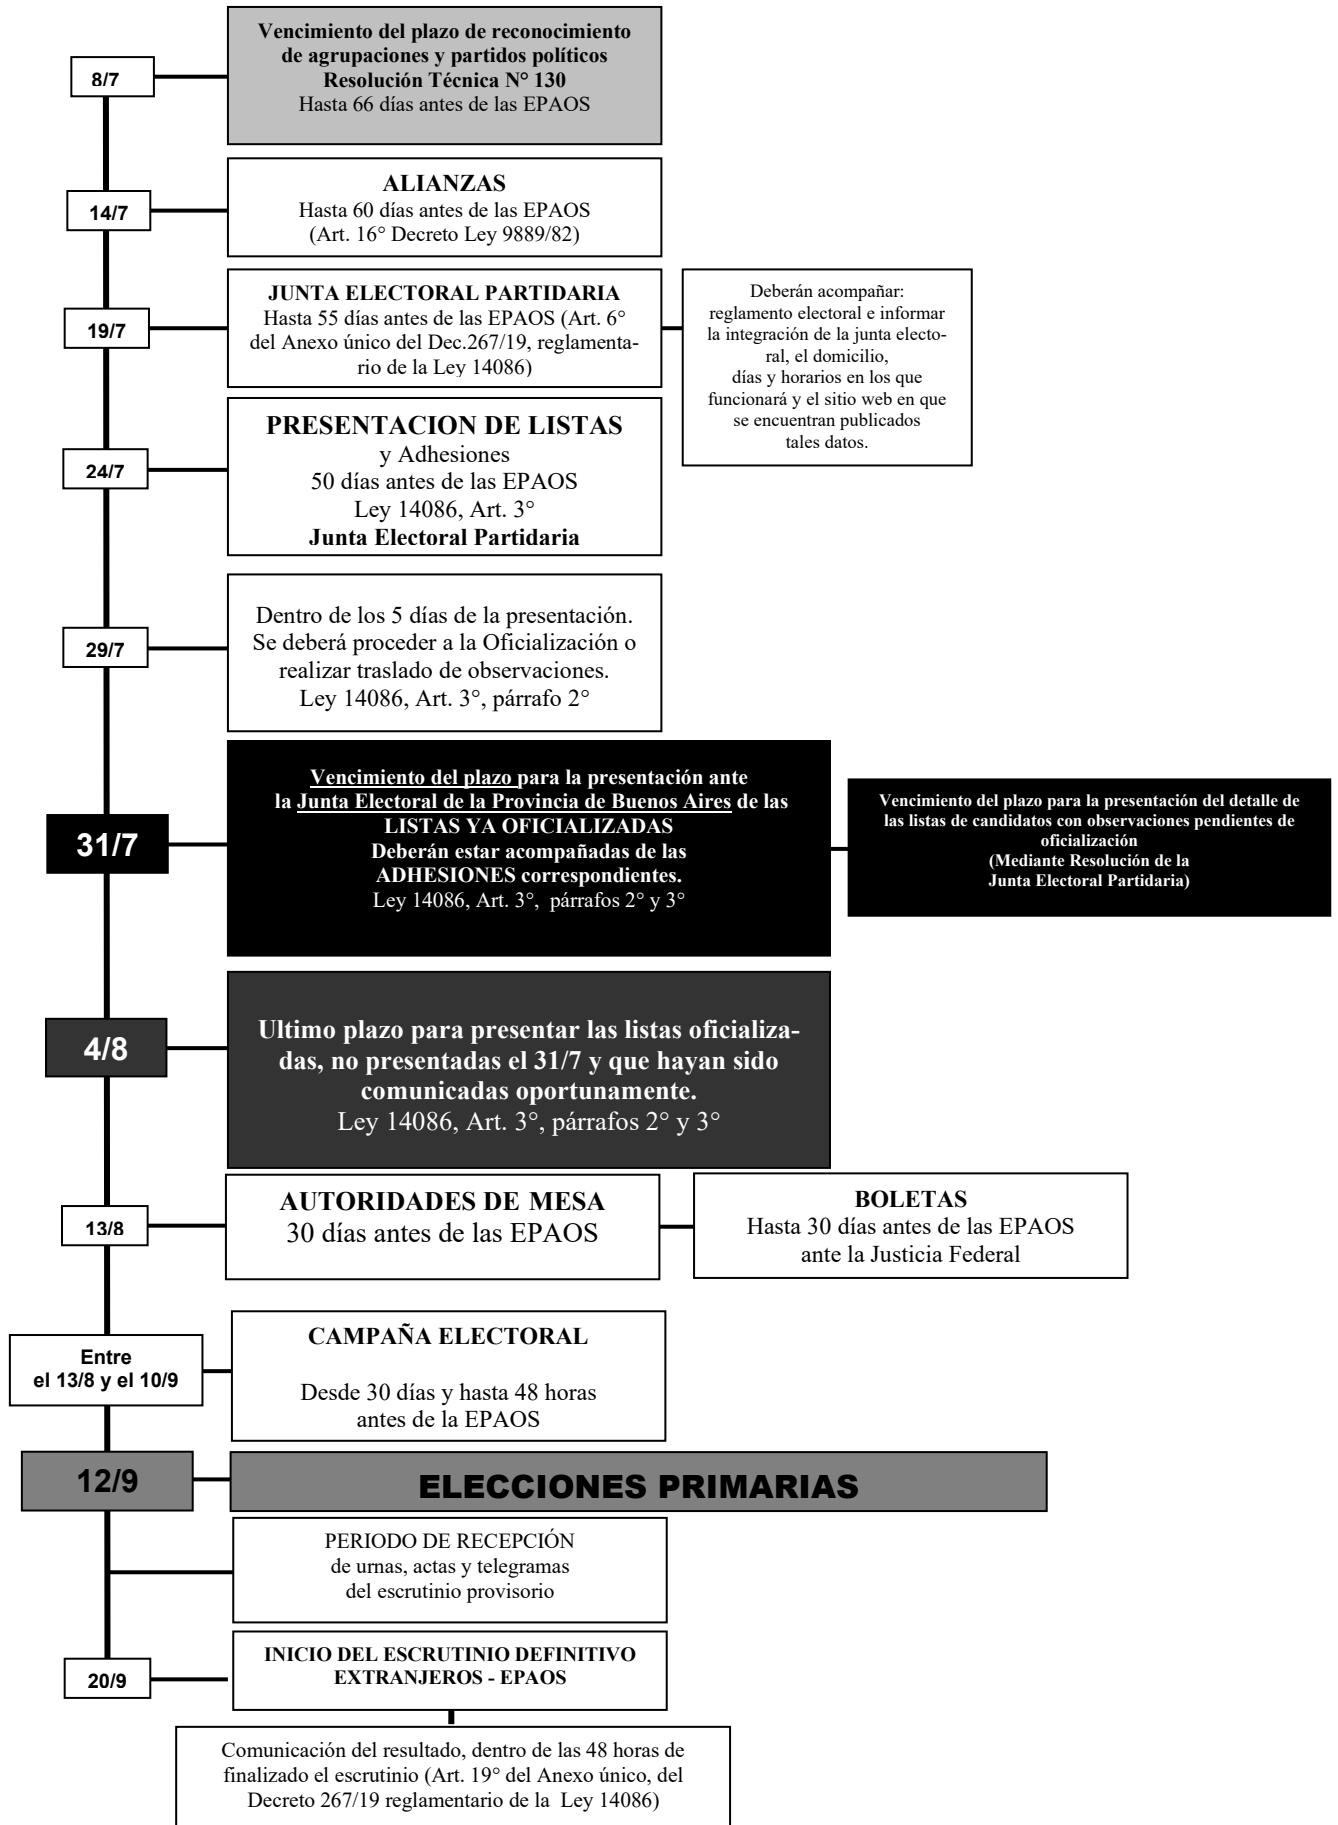 8/7
Vencimiento del plazo de reconocimiento
de agrupaciones y partidos políticos
Resolución Técnica N° 130
Hasta 66 días antes de las EPAOS
14/7
ALIANZAS
Hasta 60 días antes de las EPAOS
(Art. 16° Decreto Ley 9889/82)
19/7
JUNTA ELECTORAL PARTIDARIA
Hasta 55 días antes de las EPAOS (Art. 6°
del Anexo único del Dec.267/19, reglamenta-
rio de la Ley 14086)
Deberán acompañar:
reglamento electoral e informar
la integración de la junta electo-
ral, el domicilio,
días y horarios en los que
funcionará y el sitio web en que
se encuentran publicados
tales datos.
24/7
PRESENTACION DE LISTAS
y Adhesiones
50 días antes de las EPAOS
Ley 14086, Art. 3°
Junta Electoral Partidaria
29/7
Dentro de los 5 días de la presentación.
Se deberá proceder a la Oficialización o
realizar traslado de observaciones.
Ley 14086, Art. 3°, párrafo 2°
31/7
Vencimiento del plazo para la presentación ante
la Junta Electoral de la Provincia de Buenos Aires de las
LISTAS YA OFICIALIZADAS
Deberán estar acompañadas de las
ADHESIONES correspondientes.
Ley 14086, Art. 3°, párrafos 2° y 3°
Vencimiento del plazo para la presentación del detalle de
las listas de candidatos con observaciones pendientes de
oficialización
(Mediante Resolución de la
Junta Electoral Partidaria)
4/8
Ultimo plazo para presentar las listas oficializa-
das, no presentadas el 31/7 y que hayan sido
comunicadas oportunamente.
Ley 14086, Art. 3°, párrafos 2° y 3°
13/8
AUTORIDADES DE MESA
30 días antes de las EPAOS
BOLETAS
Hasta 30 días antes de las EPAOS
ante la Justicia Federal
Entre
el 13/8 y el 10/9
CAMPAÑA ELECTORAL
Desde 30 días y hasta 48 horas
antes de la EPAOS
12/9
ELECCIONES PRIMARIAS
PERIODO DE RECEPCIÓN
de urnas, actas y telegramas
del escrutinio provisorio
20/9
INICIO DEL ESCRUTINIO DEFINITIVO
EXTRANJEROS - EPAOS
Comunicación del resultado, dentro de las 48 horas de
finalizado el escrutinio (Art. 19° del Anexo único, del
Decreto 267/19 reglamentario de la Ley 14086)